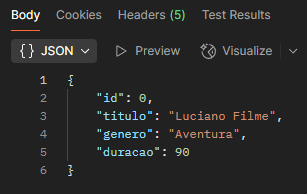 Body Cookies Headers (5) Test Results
{ } JSON Preview Visualize
1 {
2 "id": 0,
3 "titulo": "Luciano Filme",
4 "genero": "Aventura",
5 "duracao": 90
6 }